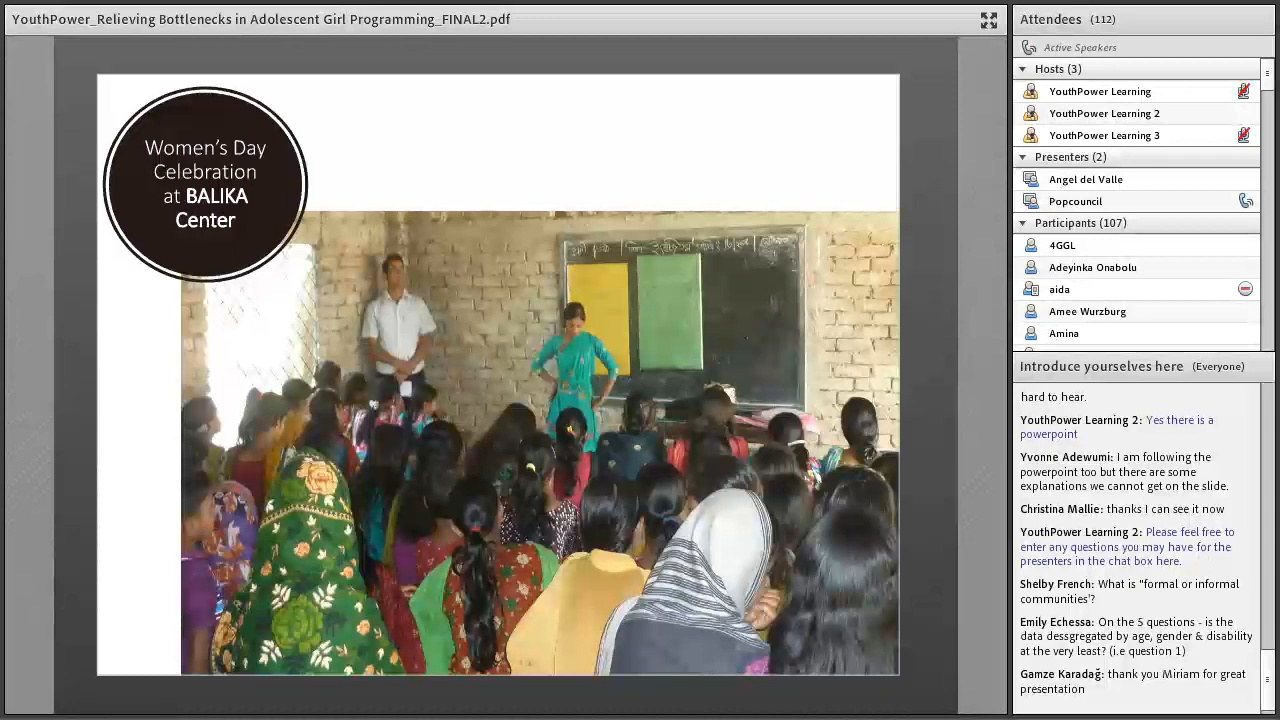 YouthPower_Relieving Bottlenecks in Adolescent Girl Programming_FINAL2.pdf
Women's Day
Celebration
at BALIKA
Center
Attendees (112)
Active Speakers
Hosts (3)
YouthPower Learning
YouthPower Learning 2
YouthPower Learning 3
Presenters (2)
Angel del Valle
Popcouncil
Participants (107)
4GGL
Adeyinka Onabolu
aida
Amee Wurzburg
Amina
Introduce yourselves here (Everyone)
hard to hear.
YouthPower Learning 2: Yes there is a
powerpoint
Yvonne Adewumi: I am following the
powerpoint too but there are some
explanations we cannot get on the slide.
Christina Mallie: thanks I can see it now
YouthPower Learning 2: Please feel free to
enter any questions you may have for the
presenters in the chat box here.
Shelby French: What is "formal or informal
communities"?
Emily Echessa: On the 5 questions - is the
data dessgregated by age, gender & disability
at the very least? (i.e question 1)
Gamze Karadağ: thank you Miriam for great
presentation